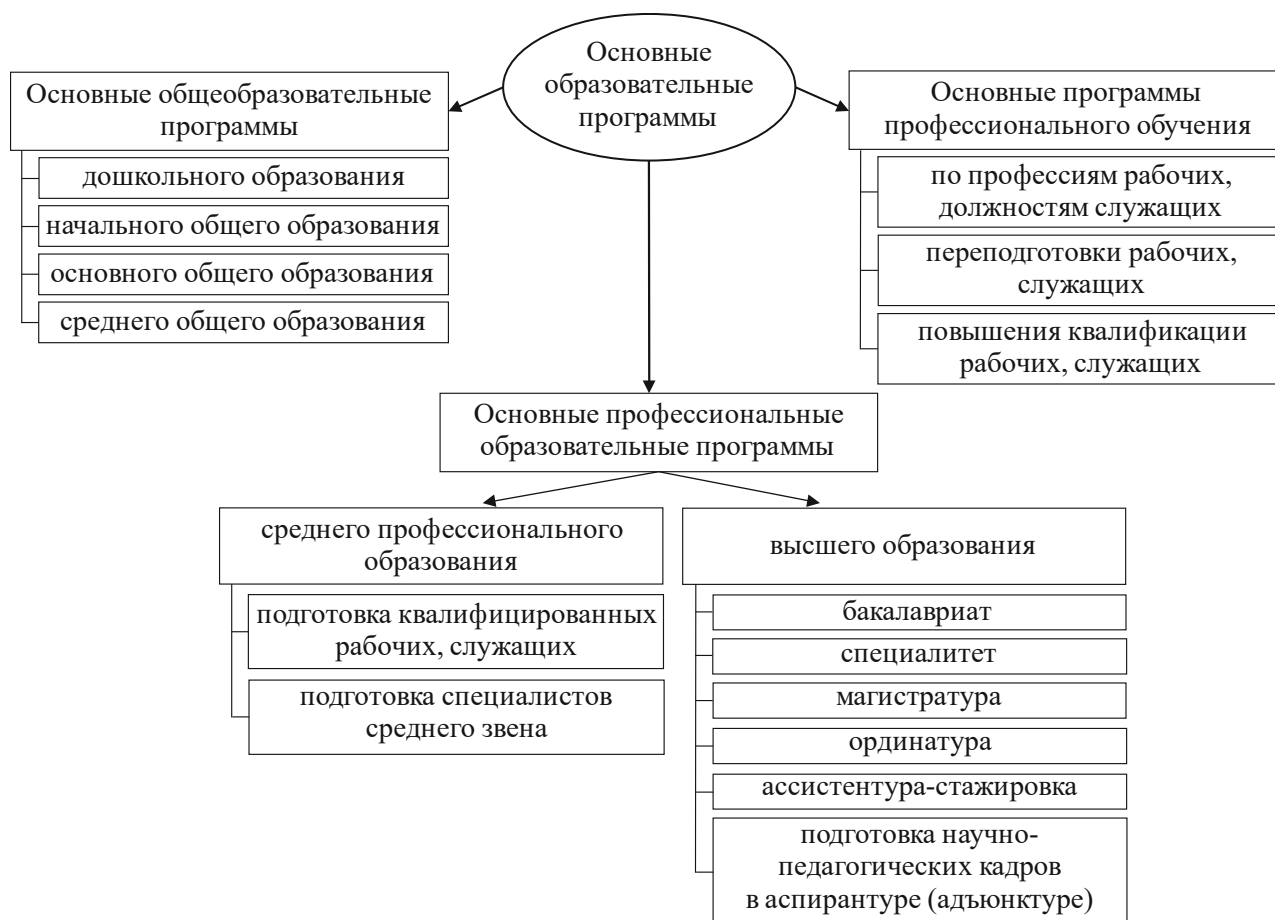 Основные
образовательные
программы
Основные общеобразовательные
программы
дошкольного образования
начального общего образования
основного общего образования
среднего общего образования
Основные программы
профессионального обучения
по профессиям рабочих,
должностям служащих
переподготовки рабочих,
служащих
повышения квалификации
рабочих, служащих
Основные профессиональные
образовательные программы
среднего профессионального
образования
подготовка квалифицированных
рабочих, служащих
подготовка специалистов
среднего звена
высшего образования
бакалавриат
специалитет
магистратура
ординатура
ассистентура-стажировка
подготовка научно-
педагогических кадров
в аспирантуре (адъюнктуре)